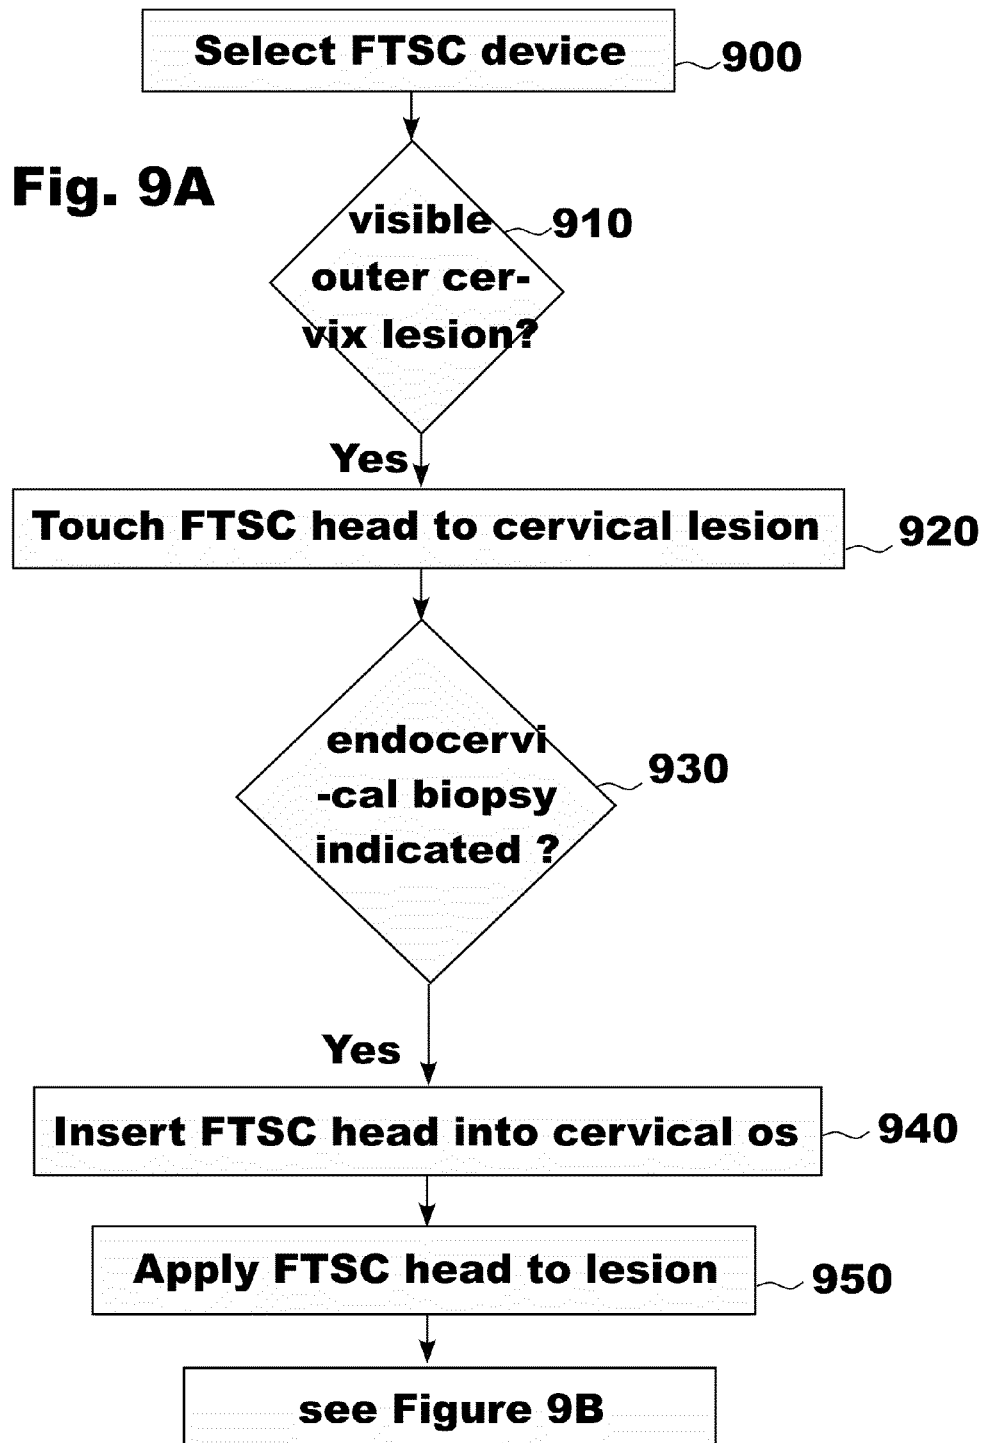 Select FTSC device
900
Fig. 9A
visible
910
outer cer-
vix lesion?
Yes
Touch FTSC head to cervical lesion
920
endocervi
-cal biopsy
930
indicated ?
Yes
Insert FTSC head into cervical os
940
Apply FTSC head to lesion
950
see Figure 9B